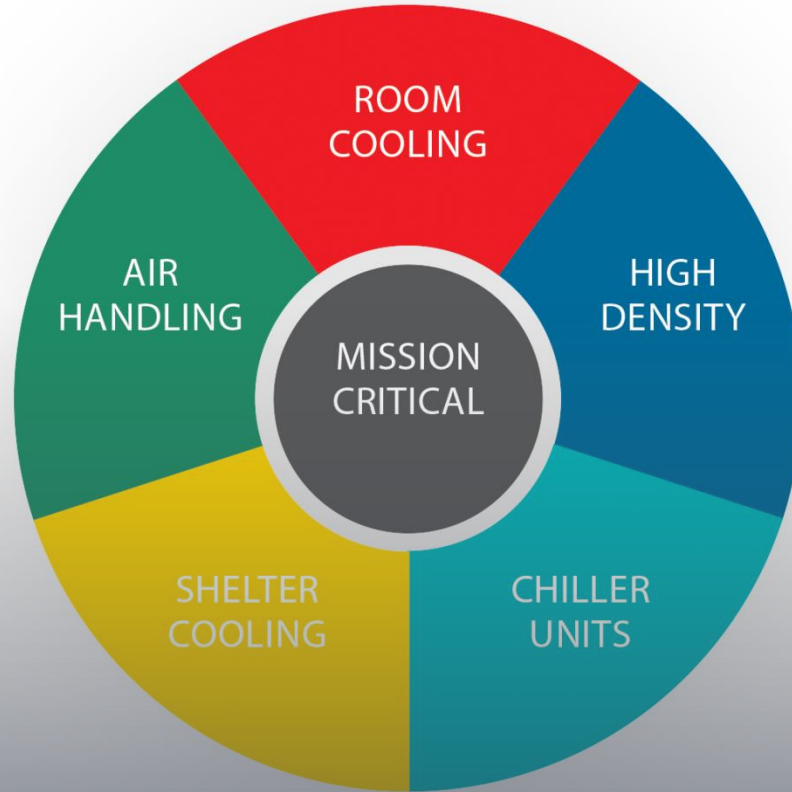 ROOM
COOLING
HIGH
DENSITY
CHILLER
UNITS
SHELTER
COOLING
AIR
HANDLING
MISSION
CRITICAL